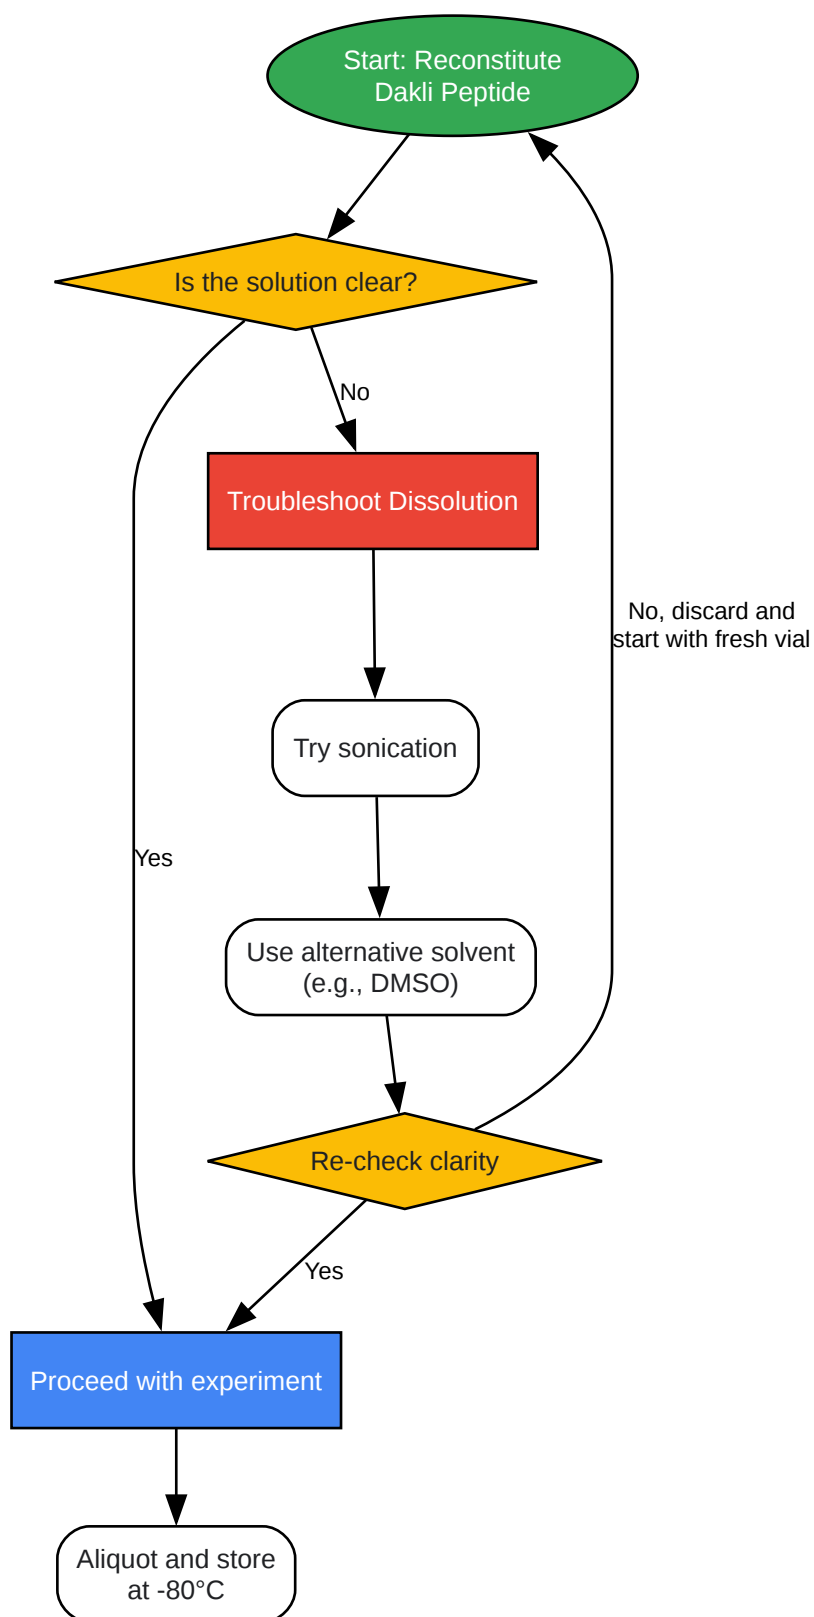 Start: Reconstitute
Dakli Peptide
Is the solution clear?
No
Troubleshoot Dissolution
No, discard and
start with fresh vial
Try sonication
Yes
Use alternative solvent
(e.g., DMSO)
Re-check clarity
Yes
Proceed with experiment
Aliquot and store
at -80°C